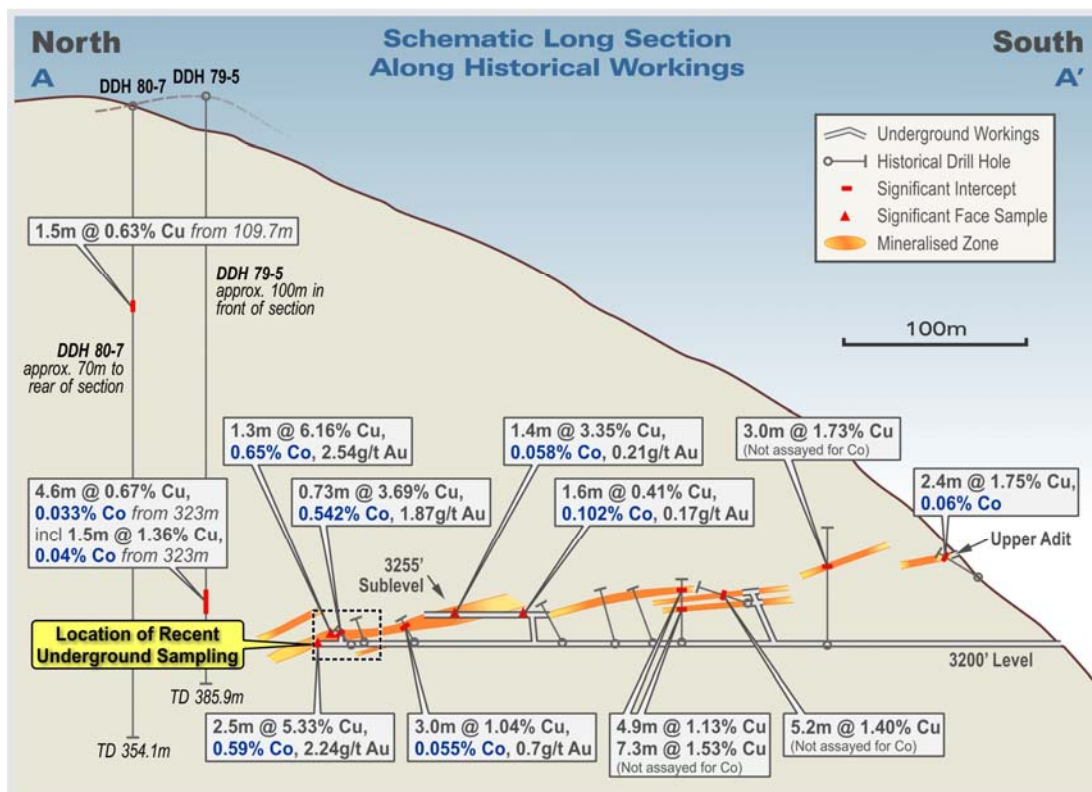 North
A
Schematic Long Section
Along Historical Workings
South
A'
DDH 80-7
DDH 79-5
Underground Workings
Historical Drill Hole
Significant Intercept
Significant Face Sample
Mineralised Zone
1.5m @ 0.63% Cu from 109.7m
DDH 79-5
approx. 100m in
front of section
100m
DDH 80-7
approx. 70m to
rear of section
1.3m @ 6.16% Cu,
0.65% Co, 2.54g/t Au
1.4m @ 3.35% Cu,
0.058% Co, 0.21g/t Au
3.0m @ 1.73% Cu
(Not assayed for Co)
4.6m @ 0.67% Cu,
0.033% Co from 323m
incl 1.5m @ 1.36% Cu,
0.04% Co from 323m
0.73m @ 3.69% Cu,
0.542% Co, 1.87g/t Au
1.6m @ 0.41% Cu,
0.102% Co, 0.17g/t Au
2.4m @ 1.75% Cu,
0.06% Co
Upper Adit
3255'
Sublevel
Location of Recent
Underground Sampling
3200' Level
TD 385.9m
TD 354.1m
2.5m @ 5.33% Cu,
0.59% Co, 2.24g/t Au
3.0m @ 1.04% Cu,
0.055% Co, 0.7g/t Au
4.9m @ 1.13% Cu
7.3m @ 1.53% Cu
(Not assayed for Co)
5.2m @ 1.40% Cu
(Not assayed for Co)